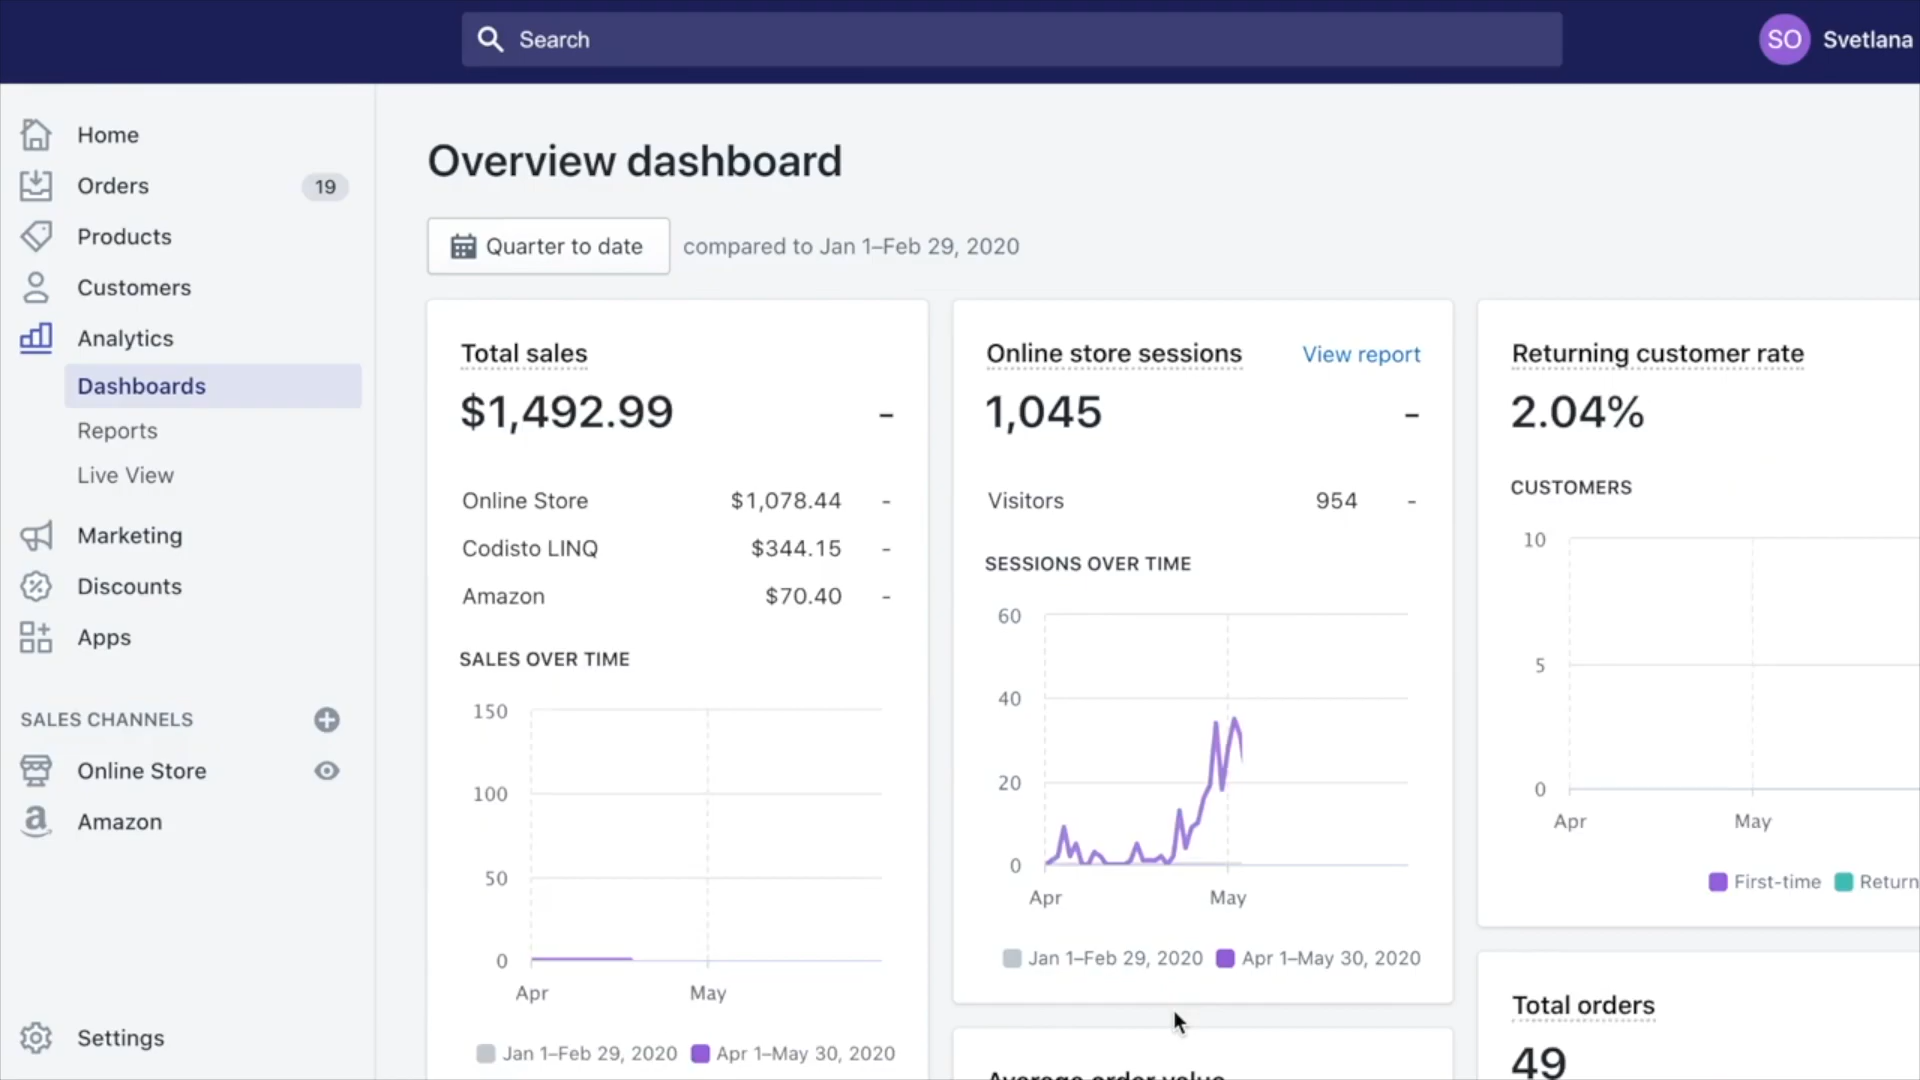 Search
SO Svetlana
Home
Orders 19
Products
Customers
Analytics
Dashboards
Reports
Live View
Marketing
Discounts
Apps
SALES CHANNELS
Online Store
Amazon
Settings
Overview dashboard
Quarter to date compared to Jan 1–Feb 29, 2020
Total sales
$1,492.99 -
Online Store $1,078.44 -
Codisto LINQ $344.15 -
Amazon $70.40 -
SALES OVER TIME
150
100
50
0
Apr May
Jan 1–Feb 29, 2020 Apr 1–May 30, 2020
Online store sessions View report
1,045 -
Visitors 954 -
SESSIONS OVER TIME
60
40
20
0
Apr May
Jan 1–Feb 29, 2020 Apr 1–May 30, 2020
Average order value
Returning customer rate
2.04%
CUSTOMERS
10
5
0
Apr May
First-time Return
Total orders
49